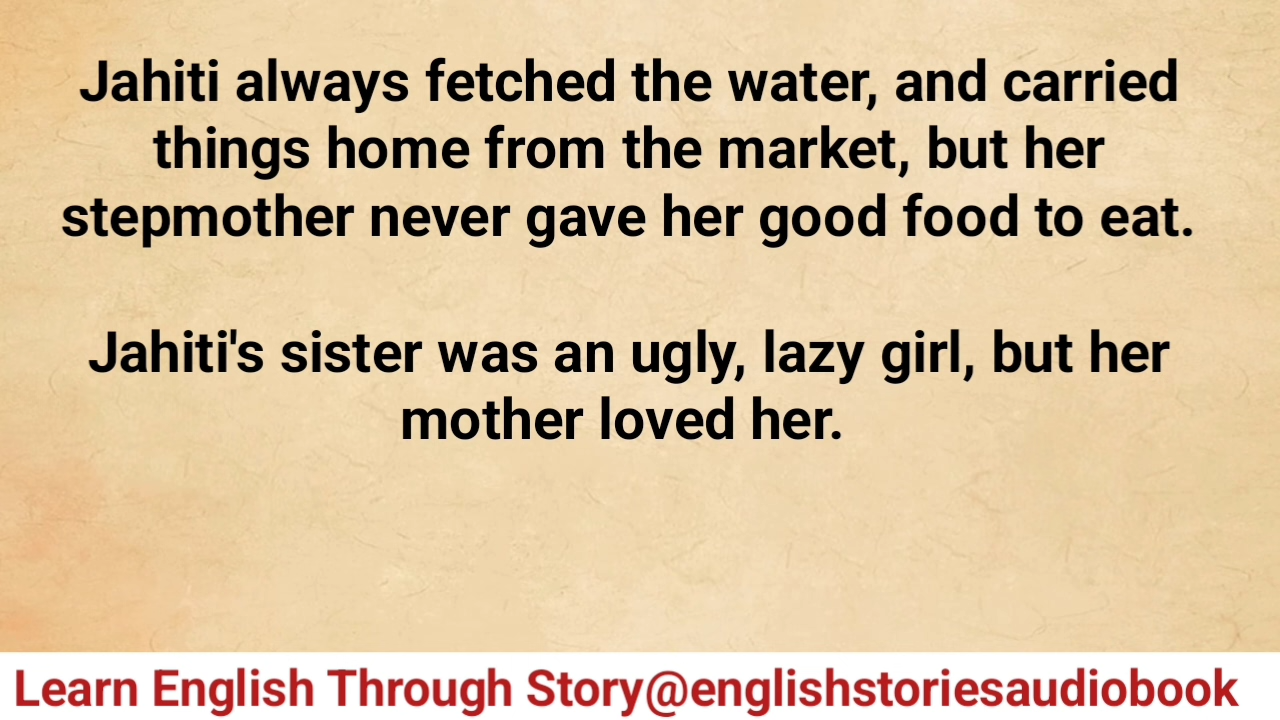 Jahiti always fetched the water, and carried
things home from the market, but her
stepmother never gave her good food to eat.
Jahiti's sister was an ugly, lazy girl, but her
mother loved her.
Learn English Through Story@englishstoriesaudiobook